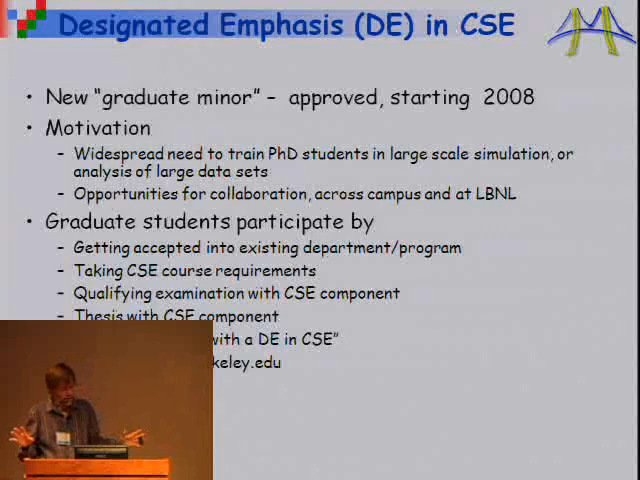 Designated Emphasis (DE) in CSE
• New “graduate minor” – approved, starting 2008
• Motivation
– Widespread need to train PhD students in large scale simulation, or
analysis of large data sets
– Opportunities for collaboration, across campus and at LBNL
• Graduate students participate by
– Getting accepted into existing department/program
– Taking CSE course requirements
– Qualifying examination with CSE component
– Thesis with CSE component
with a DE in CSE”
keley.edu